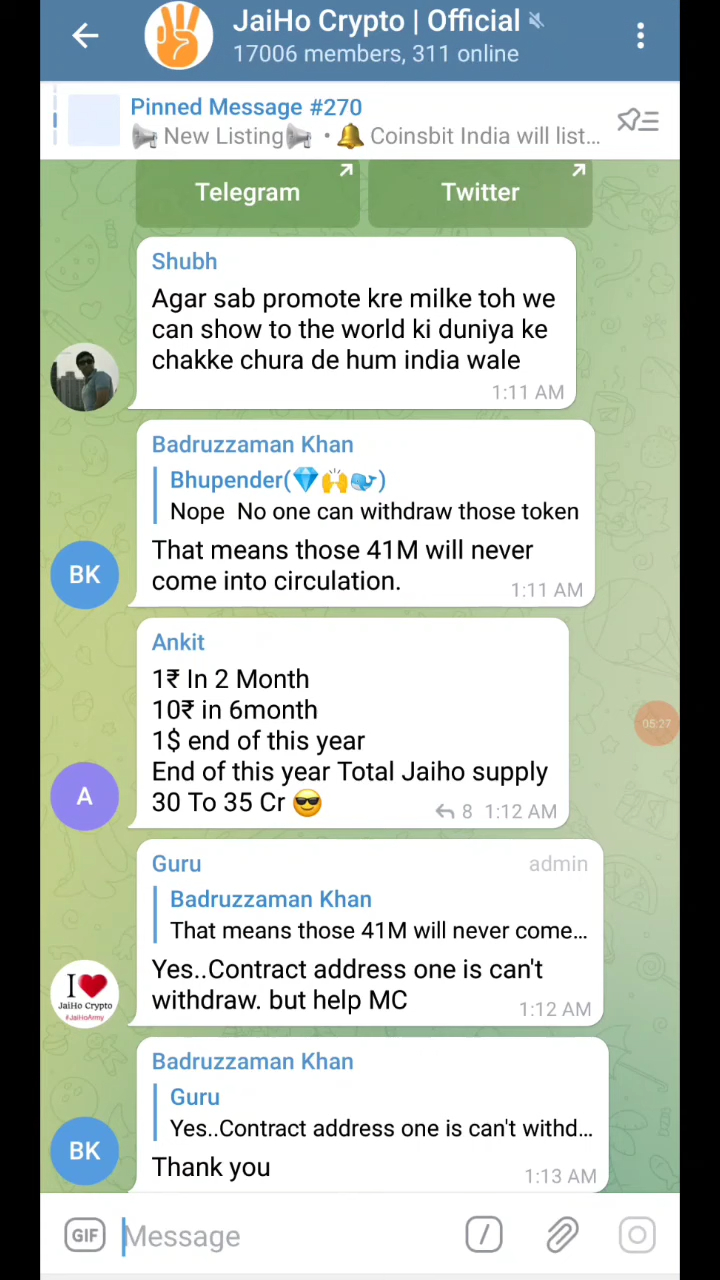 JaiHo Crypto | Official
17006 members, 311 online
Pinned Message #270
📢 New Listing📢 • 🔔 Coinsbit India will list...
Telegram
Twitter
Shubh
Agar sab promote kre milke toh we
can show to the world ki duniya ke
chakke chura de hum india wale
1:11 AM
Badruzzaman Khan
Bhupender(💎🙌🐳)
Nope No one can withdraw those token
That means those 41M will never
come into circulation.
1:11 AM
BK
Ankit
1₹ In 2 Month
10₹ in 6month
1$ end of this year
End of this year Total Jaiho supply
30 To 35 Cr 😎
8 1:12 AM
A
05:27
Guru
admin
Badruzzaman Khan
That means those 41M will never come...
Yes..Contract address one is can't
withdraw. but help MC
1:12 AM
I ❤
JaiHo Crypto
#JaiHoArmy
Badruzzaman Khan
Guru
Yes..Contract address one is can't withd...
Thank you
1:13 AM
BK
GIF
Message
/